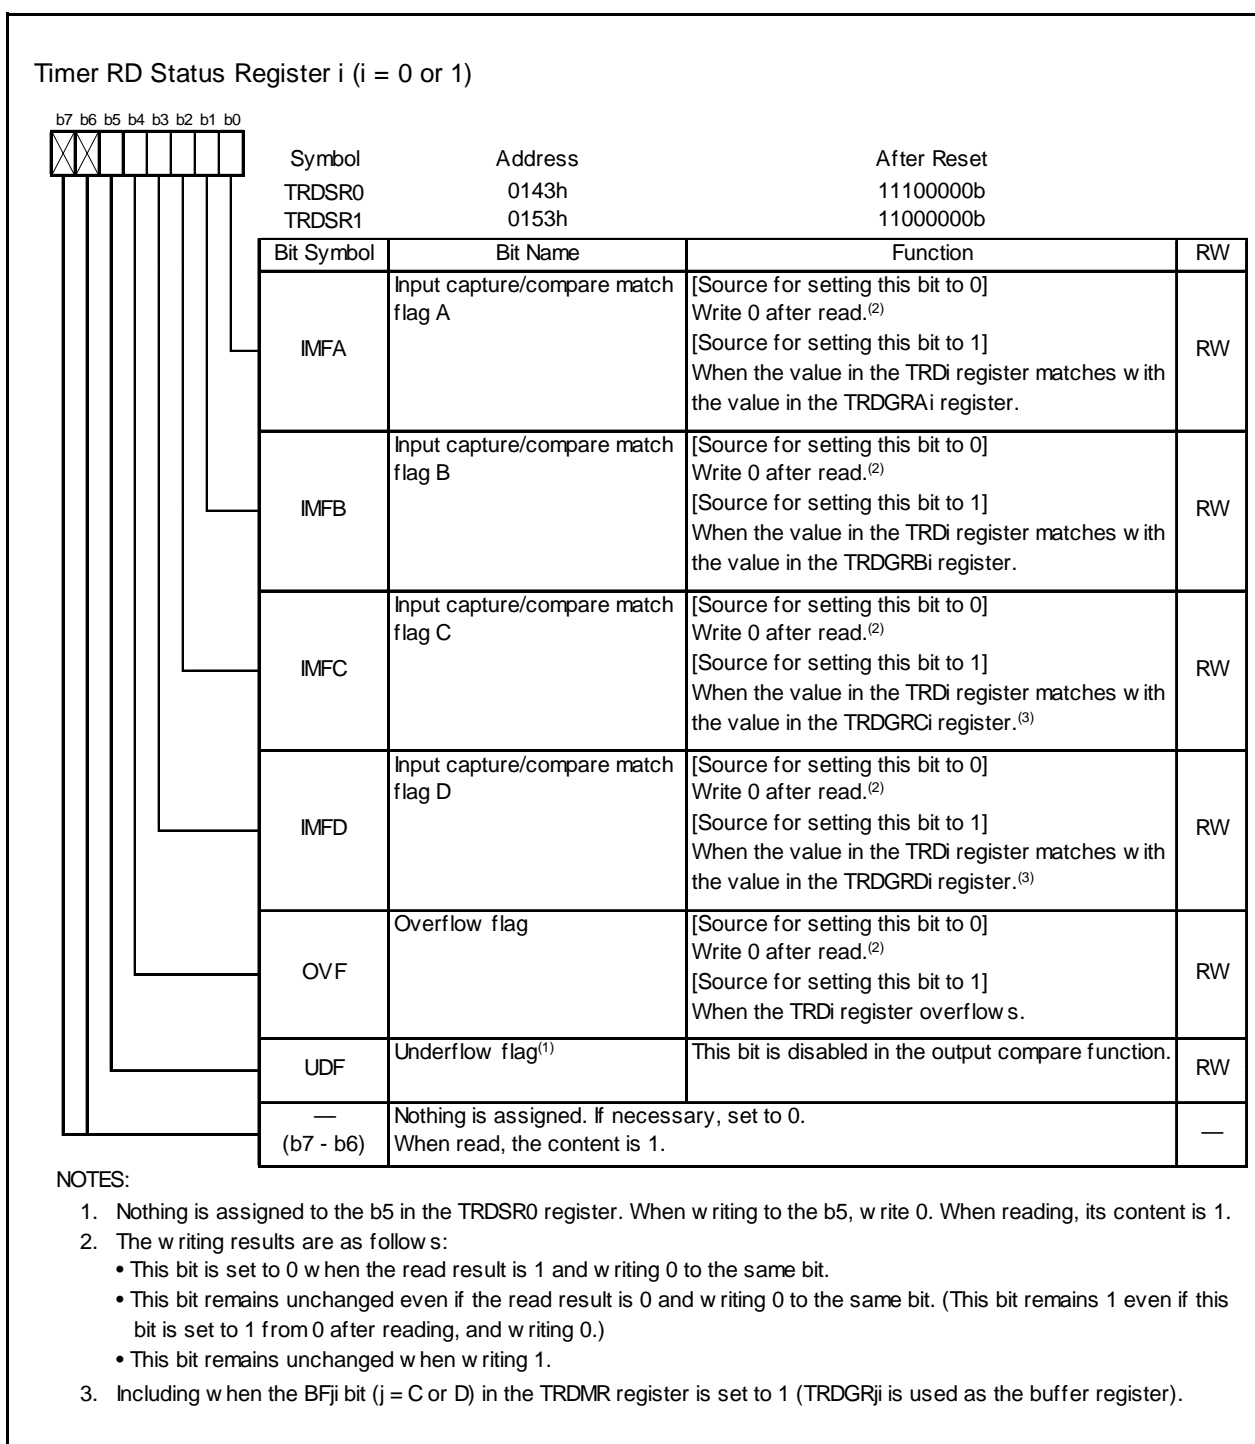 Timer RD Status Register i (i = 0 or 1)
b7 b6 b5 b4 b3 b2 b1 b0
Symbol Address After Reset
TRDSR0 0143h 11100000b
TRDSR1 0153h 11000000b
Bit Symbol Bit Name Function RW
IMFA
Input capture/compare match
flag A
[Source for setting this bit to 0]
Write 0 after read.(2)
[Source for setting this bit to 1]
When the value in the TRDi register matches with
the value in the TRDGRAi register.
RW
IMFB
Input capture/compare match
flag B
[Source for setting this bit to 0]
Write 0 after read.(2)
[Source for setting this bit to 1]
When the value in the TRDi register matches with
the value in the TRDGRBi register.
RW
IMFC
Input capture/compare match
flag C
[Source for setting this bit to 0]
Write 0 after read.(2)
[Source for setting this bit to 1]
When the value in the TRDi register matches with
the value in the TRDGRCi register.(3)
RW
IMFD
Input capture/compare match
flag D
[Source for setting this bit to 0]
Write 0 after read.(2)
[Source for setting this bit to 1]
When the value in the TRDi register matches with
the value in the TRDGRDi register.(3)
RW
OVF
Overflow flag
[Source for setting this bit to 0]
Write 0 after read.(2)
[Source for setting this bit to 1]
When the TRDi register overflows.
RW
UDF
Underflow flag(1)
This bit is disabled in the output compare function.
RW
—
(b7 - b6)
Nothing is assigned. If necessary, set to 0.
When read, the content is 1.
—
NOTES:
1. Nothing is assigned to the b5 in the TRDSR0 register. When writing to the b5, write 0. When reading, its content is 1.
2. The writing results are as follows:
• This bit is set to 0 when the read result is 1 and writing 0 to the same bit.
• This bit remains unchanged even if the read result is 0 and writing 0 to the same bit. (This bit remains 1 even if this
bit is set to 1 from 0 after reading, and writing 0.)
• This bit remains unchanged when writing 1.
3. Including when the BFji bit (j = C or D) in the TRDMR register is set to 1 (TRDGRji is used as the buffer register).